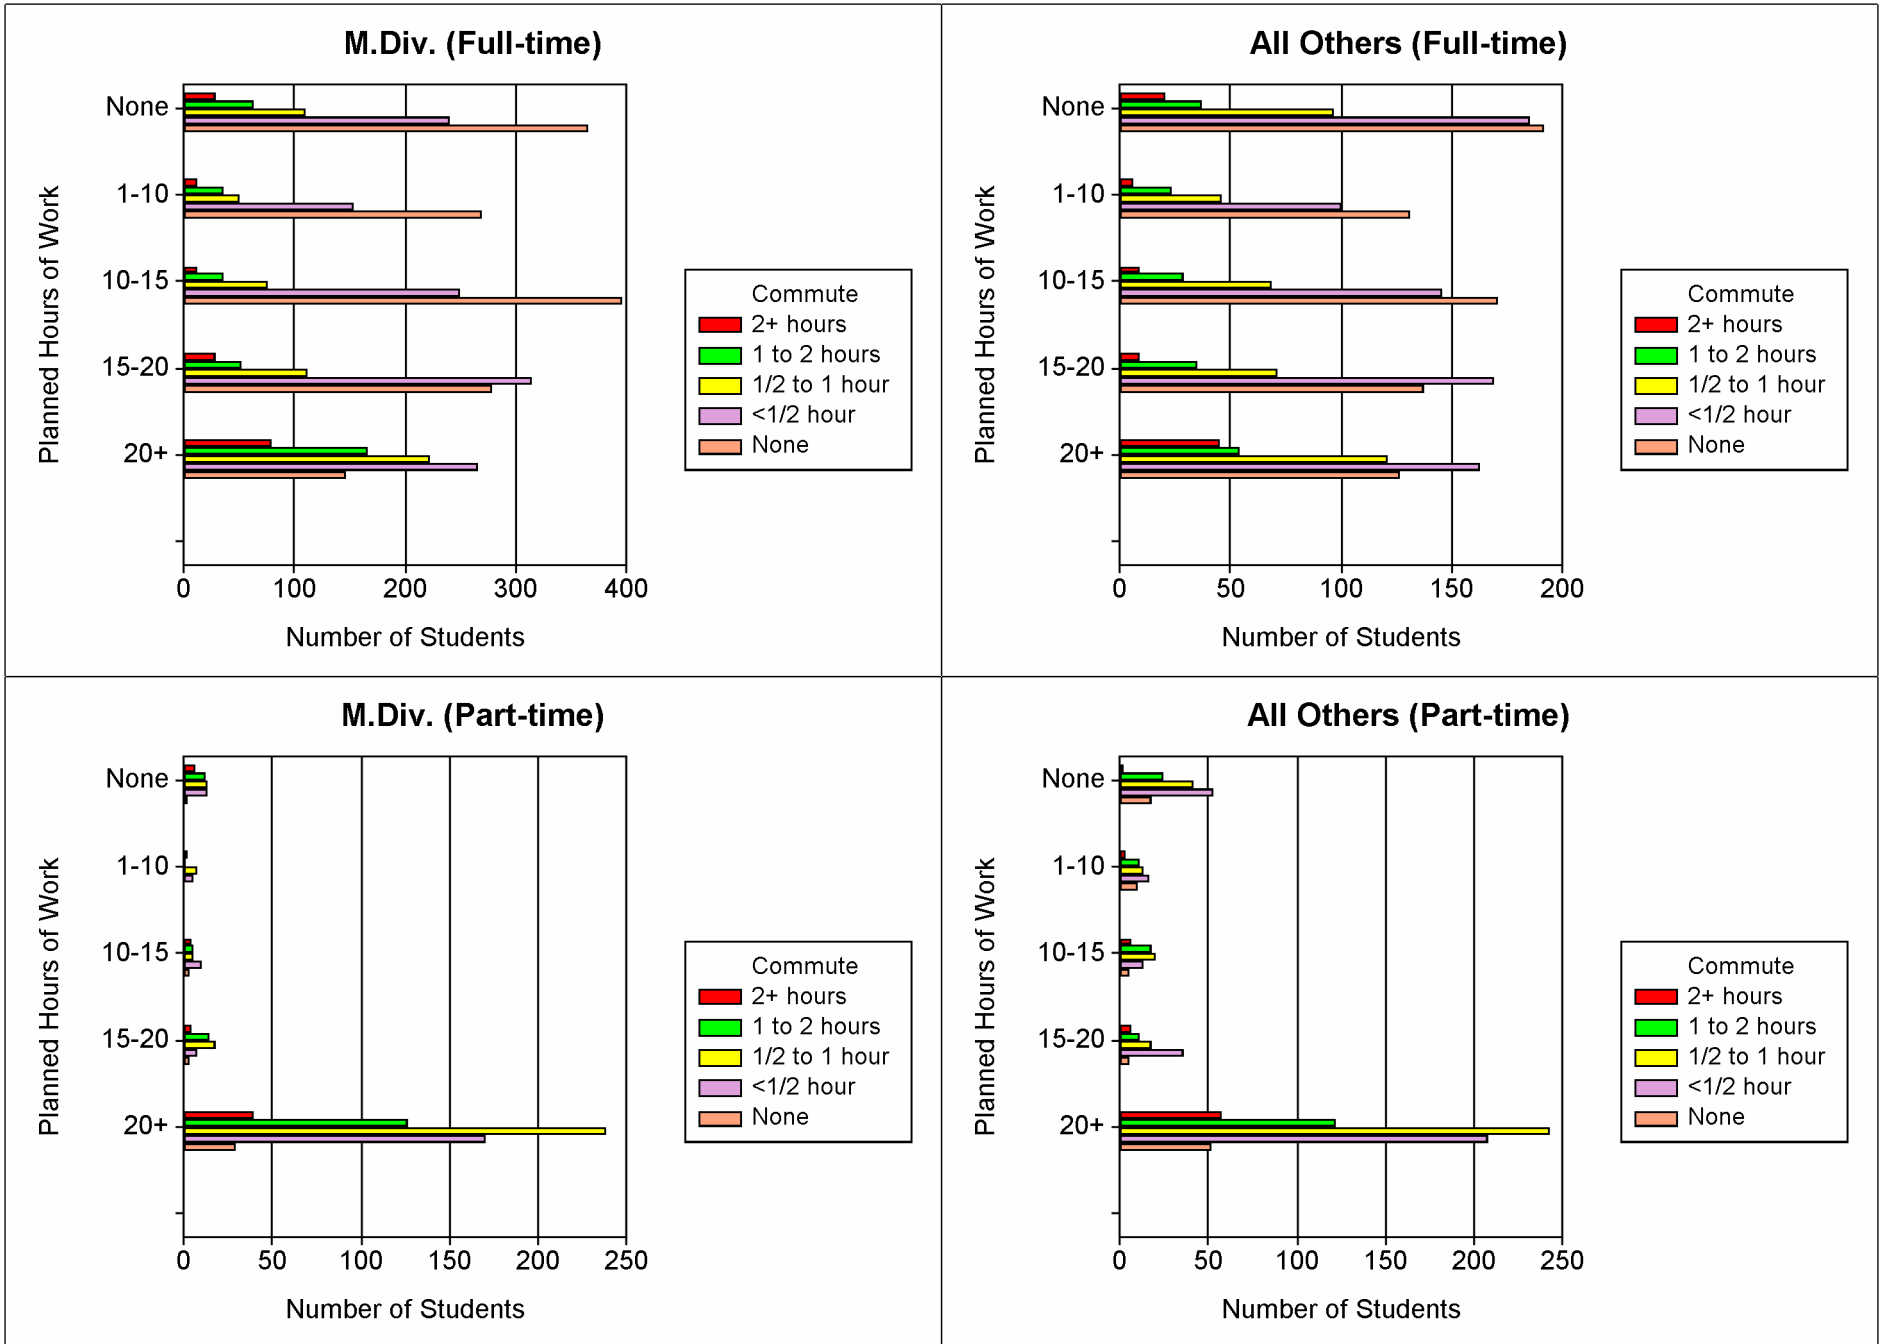 M.Div. (Full-time)
Planned Hours of Work
None
1-10
10-15
15-20
20+
0 100 200 300 400
Number of Students
Commute
2+ hours
1 to 2 hours
1/2 to 1 hour
<1/2 hour
None
All Others (Full-time)
Planned Hours of Work
None
1-10
10-15
15-20
20+
0 50 100 150 200
Number of Students
Commute
2+ hours
1 to 2 hours
1/2 to 1 hour
<1/2 hour
None
M.Div. (Part-time)
Planned Hours of Work
None
1-10
10-15
15-20
20+
0 50 100 150 200 250
Number of Students
Commute
2+ hours
1 to 2 hours
1/2 to 1 hour
<1/2 hour
None
All Others (Part-time)
Planned Hours of Work
None
1-10
10-15
15-20
20+
0 50 100 150 200 250
Number of Students
Commute
2+ hours
1 to 2 hours
1/2 to 1 hour
<1/2 hour
None